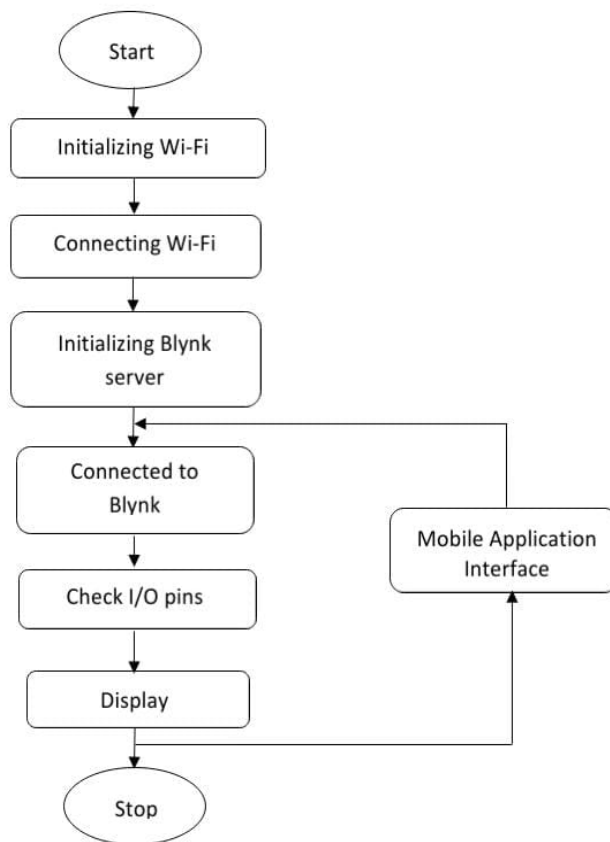 Start
Initializing Wi-Fi
Connecting Wi-Fi
Initializing Blynk
server
Connected to
Blynk
Mobile Application
Interface
Check I/O pins
Display
Stop